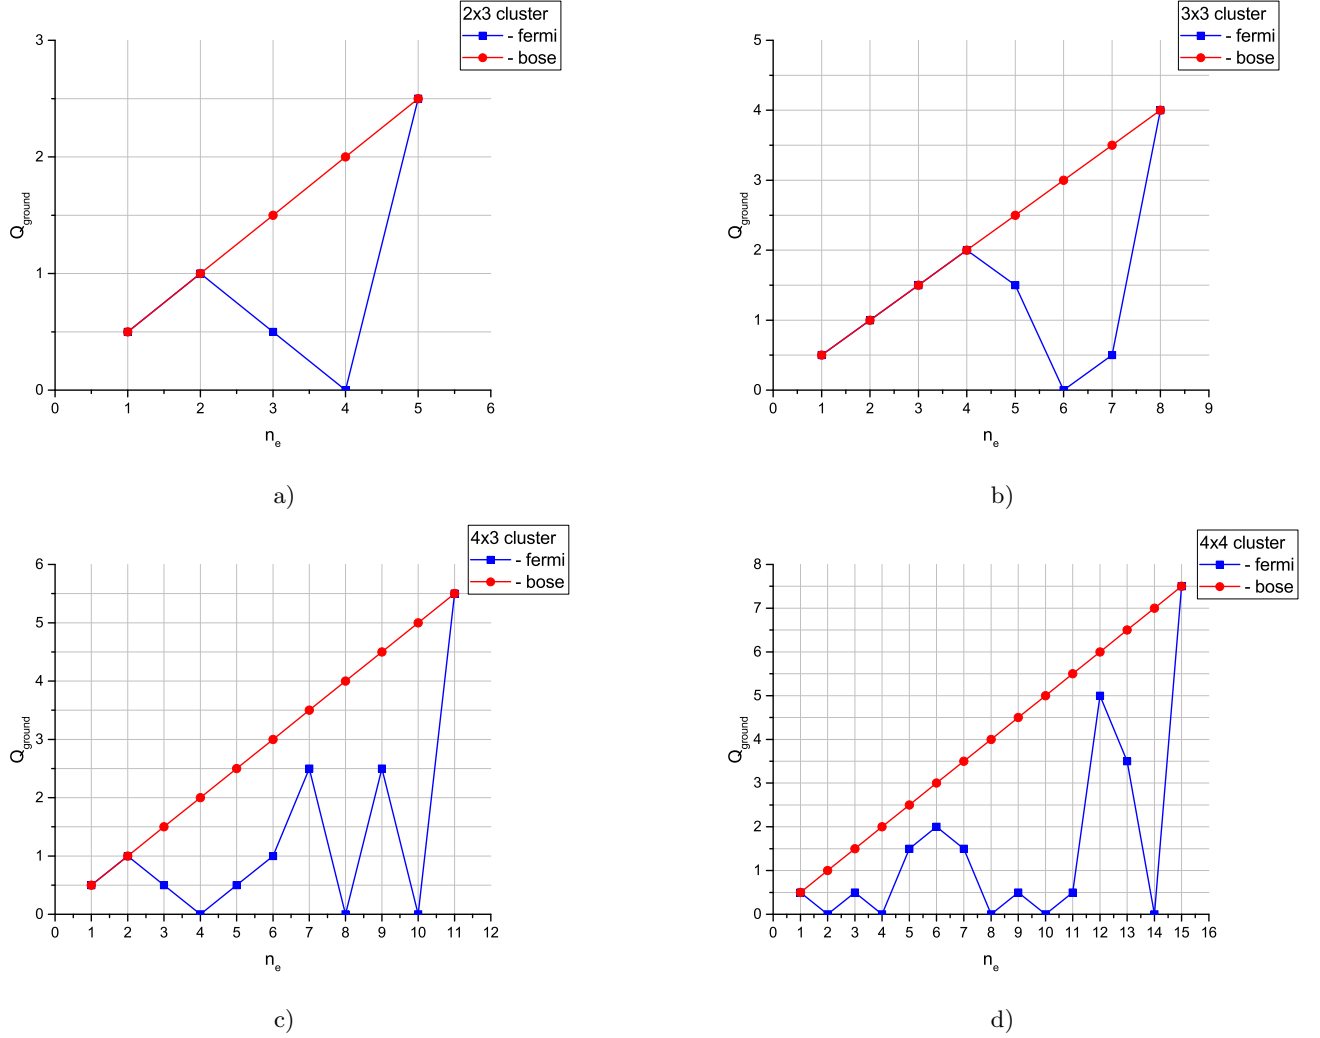 2x3 cluster
- fermi
- bose
3
2
1
0
Q_ground
0 1 2 3 4 5 6
n_e
a)
3x3 cluster
- fermi
- bose
5
4
3
2
1
0
Q_ground
0 1 2 3 4 5 6 7 8 9
n_e
b)
4x3 cluster
- fermi
- bose
6
5
4
3
2
1
0
Q_ground
0 1 2 3 4 5 6 7 8 9 10 11 12
n_e
c)
4x4 cluster
- fermi
- bose
8
7
6
5
4
3
2
1
0
Q_ground
0 1 2 3 4 5 6 7 8 9 10 11 12 13 14 15 16
n_e
d)